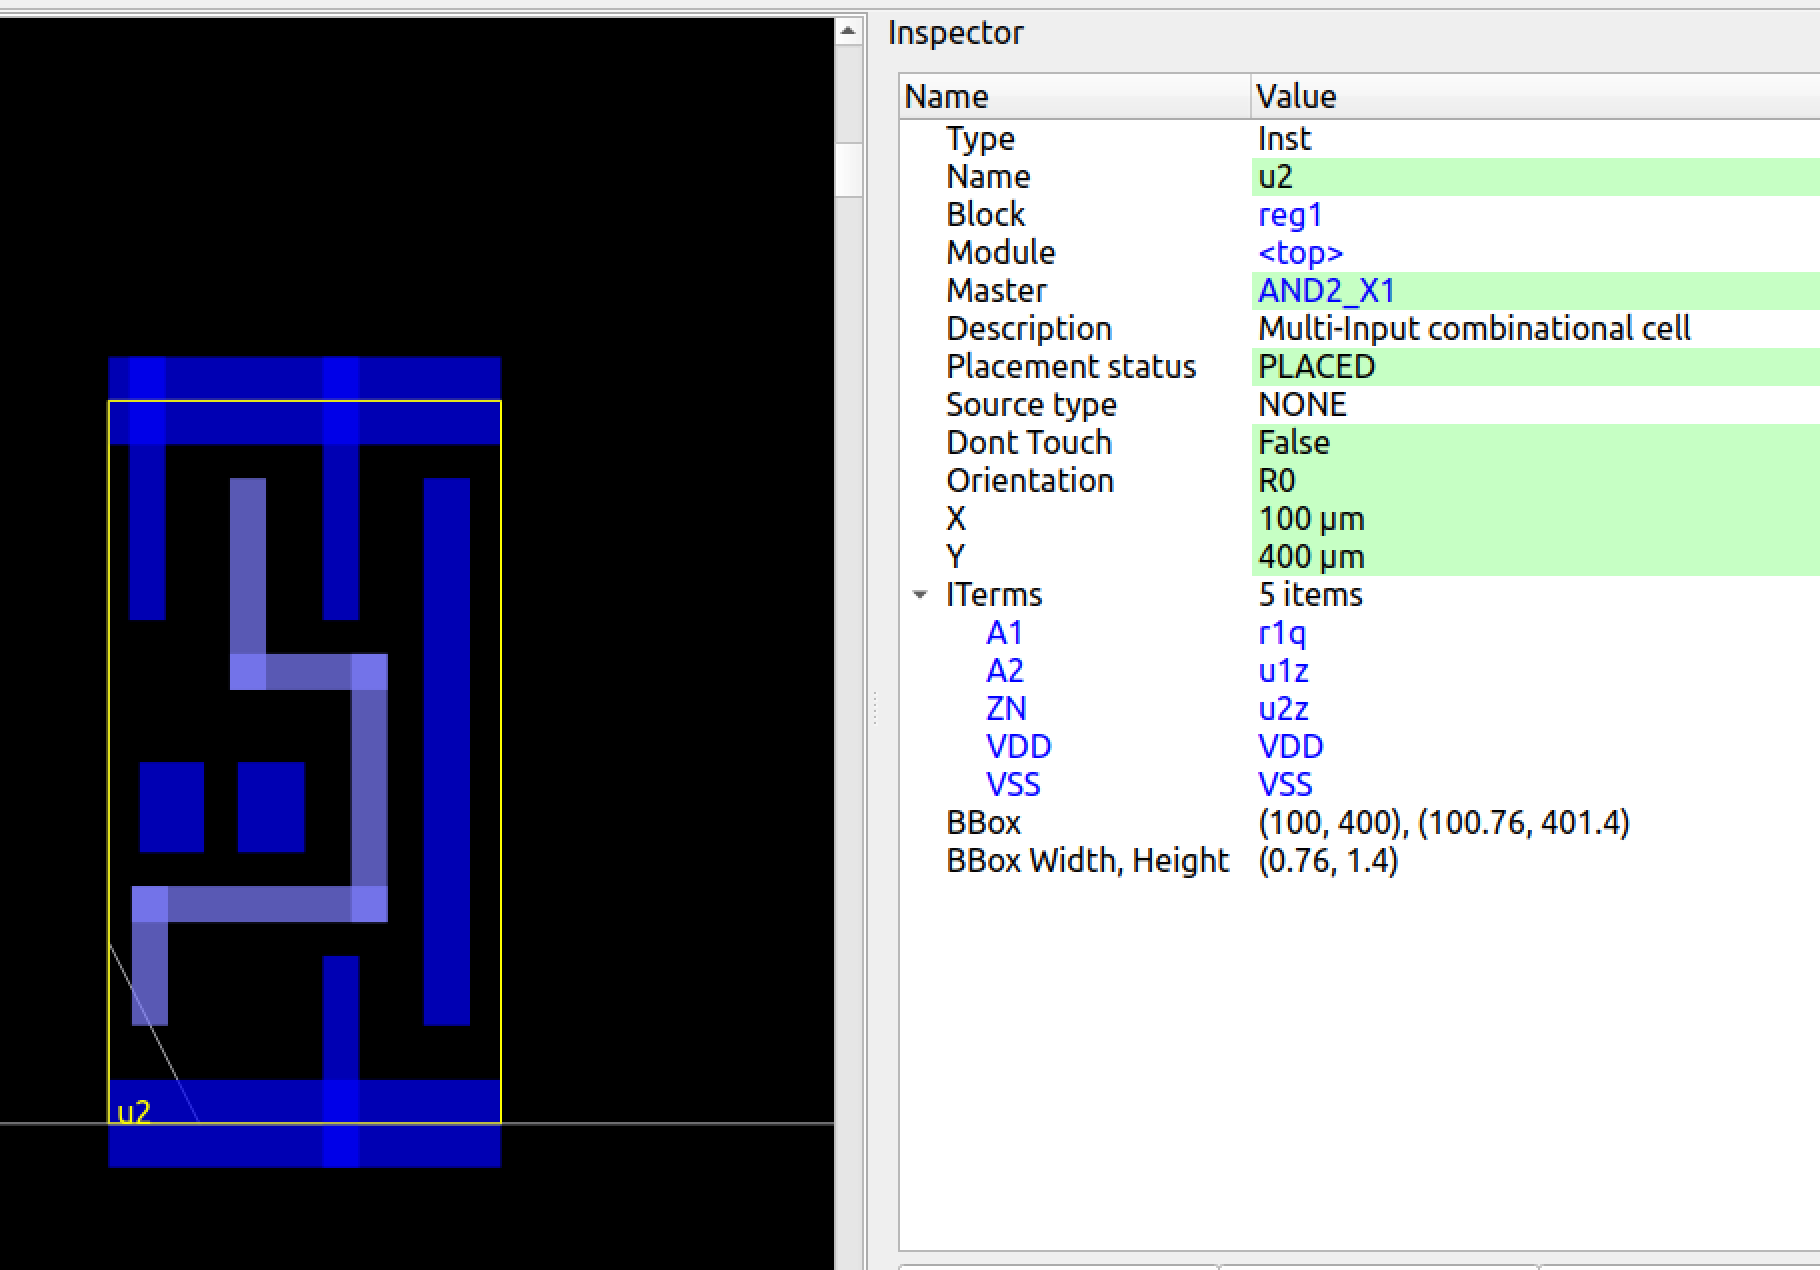 Inspector
Name Value
Type Inst
Name u2
Block reg1
Module <top>
Master AND2_X1
Description Multi-Input combinational cell
Placement status PLACED
Source type NONE
Dont Touch False
Orientation R0
X 100 µm
Y 400 µm
ITerms 5 items
A1 r1q
A2 u1z
ZN u2z
VDD VDD
VSS VSS
BBox (100, 400), (100.76, 401.4)
BBox Width, Height (0.76, 1.4)
u2